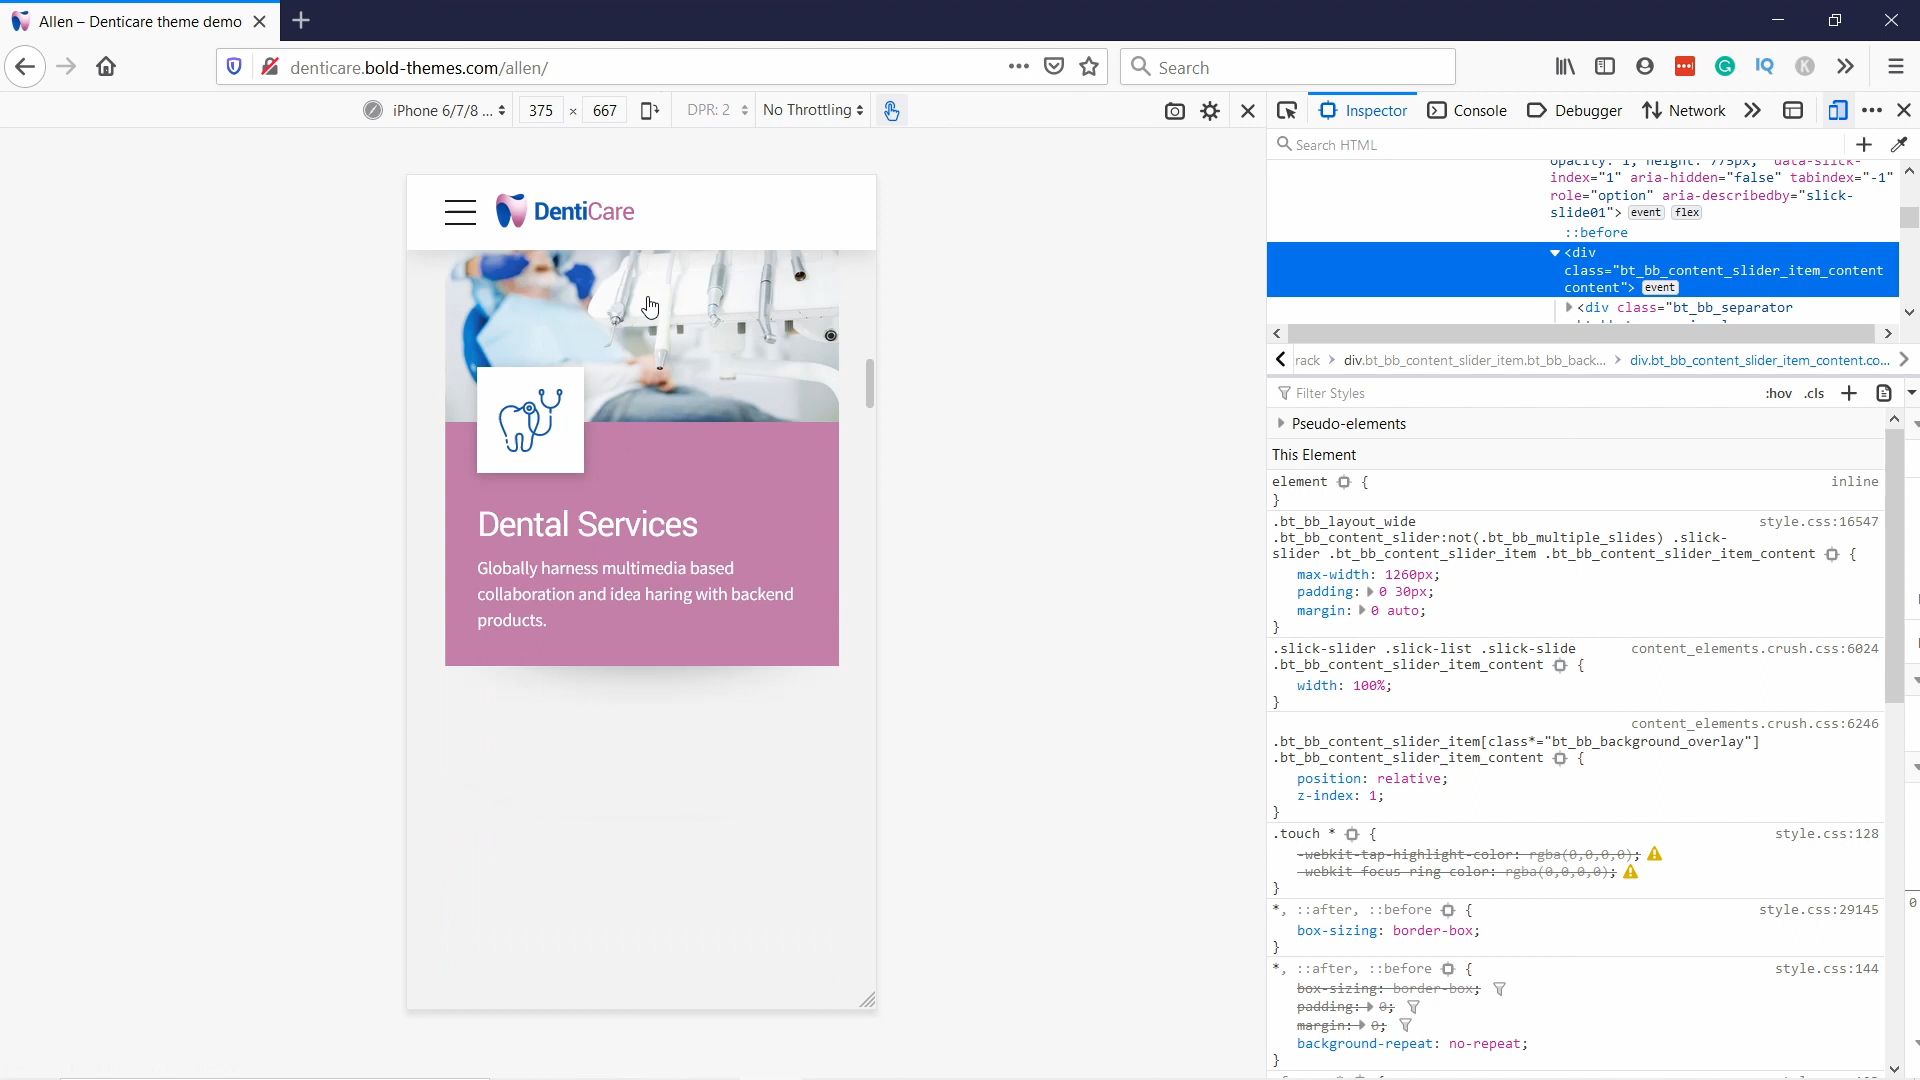 Allen – Denticare theme demo
denticare.bold-themes.com/allen/
Search
IQ
K
iPhone 6/7/8 ...
375 × 667
DPR: 2
No Throttling
Inspector
Console
Debugger
Network
Search HTML
DentiCare
Dental Services
Globally harness multimedia based
collaboration and idea haring with backend
products.
opacity: 1; height: 775px;" data-slick-
index="1" aria-hidden="false" tabindex="-1"
role="option" aria-describedby="slick-
slide01"> event flex
::before
<div
class="bt_bb_content_slider_item_content
content"> event
<div class="bt_bb_separator
rack > div.bt_bb_content_slider_item.bt_bb_back... > div.bt_bb_content_slider_item_content.co...
Filter Styles
:hov .cls
Pseudo-elements
This Element
element { inline
}
.bt_bb_layout_wide style.css:16547
.bt_bb_content_slider:not(.bt_bb_multiple_slides) .slick-
slider .bt_bb_content_slider_item .bt_bb_content_slider_item_content {
max-width: 1260px;
padding: 0 30px;
margin: 0 auto;
}
.slick-slider .slick-list .slick-slide content_elements.crush.css:6024
.bt_bb_content_slider_item_content {
width: 100%;
}
content_elements.crush.css:6246
.bt_bb_content_slider_item[class*="bt_bb_background_overlay"]
.bt_bb_content_slider_item_content {
position: relative;
z-index: 1;
}
.touch * { style.css:128
-webkit-tap-highlight-color: rgba(0,0,0,0);
-webkit-focus-ring-color: rgba(0,0,0,0);
}
*, ::after, ::before { style.css:29145
box-sizing: border-box;
}
*, ::after, ::before { style.css:144
box-sizing: border-box;
padding: 0;
margin: 0;
background-repeat: no-repeat;
}
0